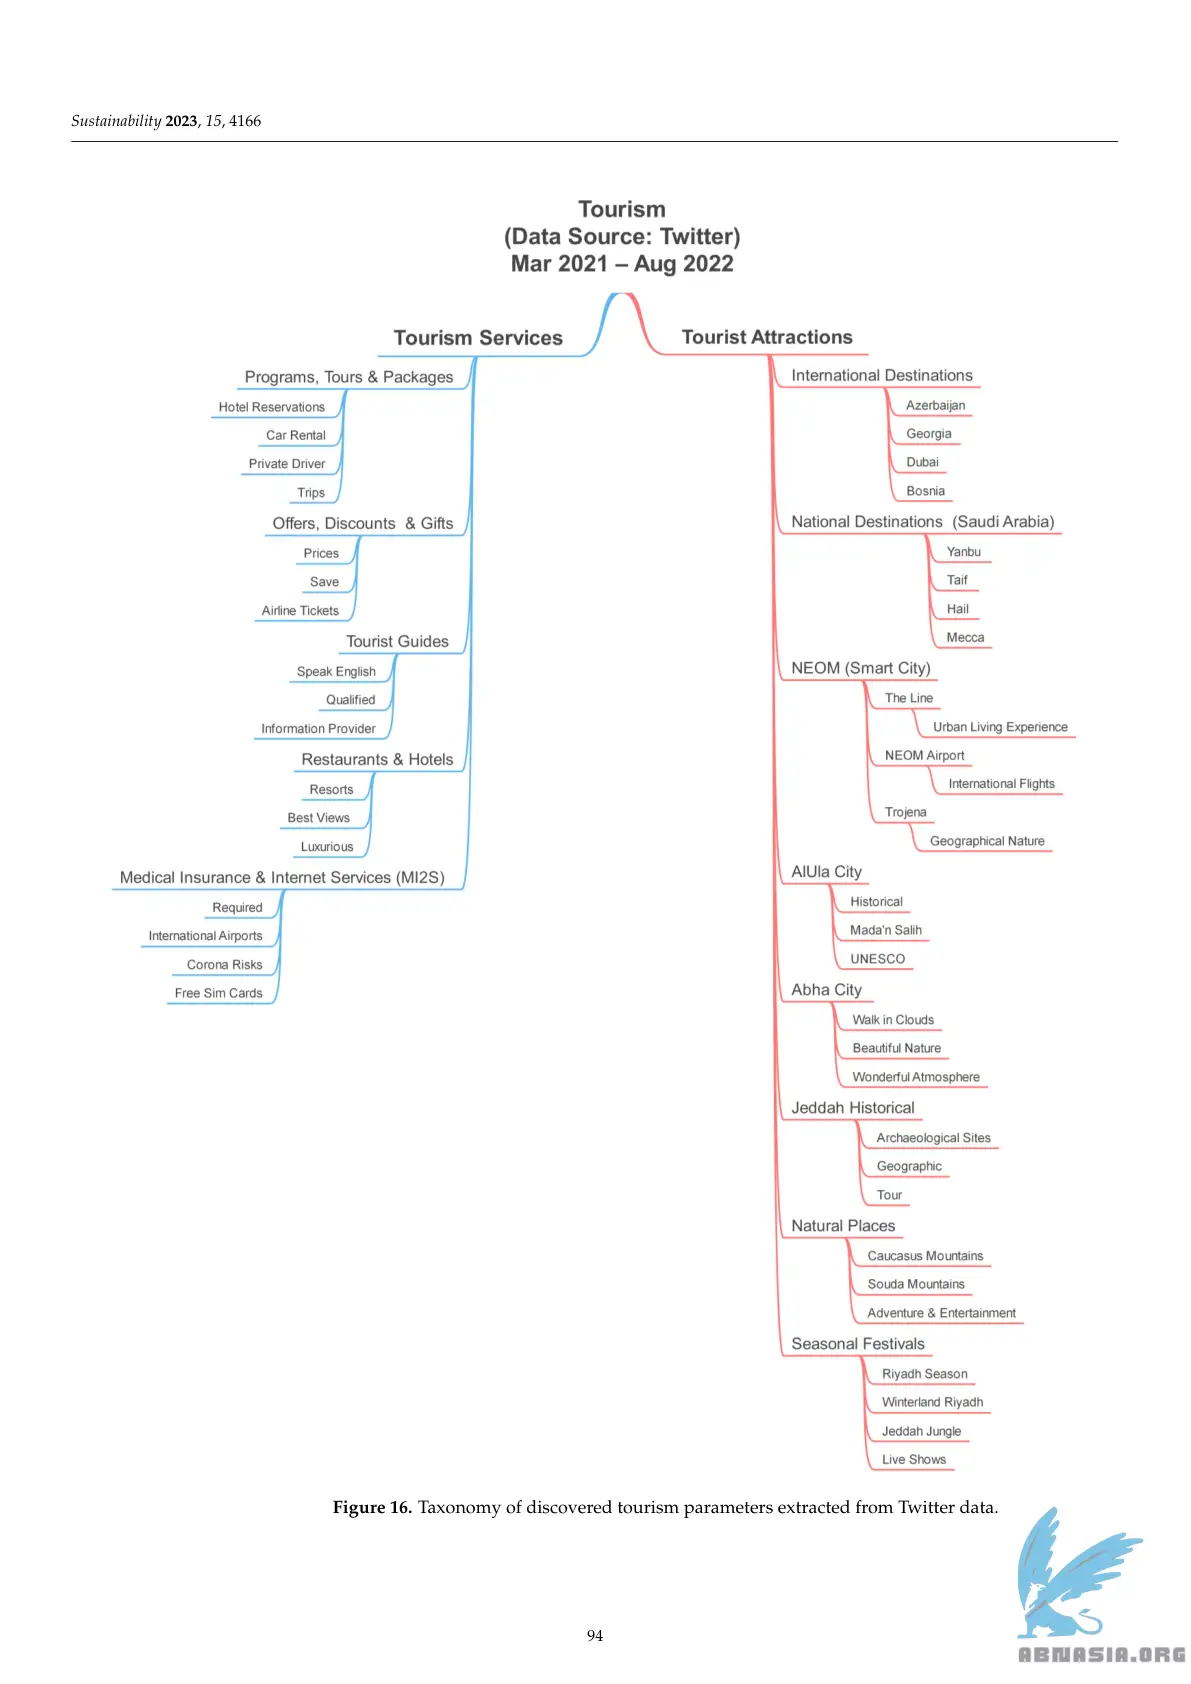 Sustainability 2023, 15, 4166
Tourism
(Data Source: Twitter)
Mar 2021 – Aug 2022
Tourism Services
Programs, Tours & Packages
Hotel Reservations
Car Rental
Private Driver
Trips
Offers, Discounts & Gifts
Prices
Save
Airline Tickets
Tourist Guides
Speak English
Qualified
Information Provider
Restaurants & Hotels
Resorts
Best Views
Luxurious
Medical Insurance & Internet Services (MI2S)
Required
International Airports
Corona Risks
Free Sim Cards
Tourist Attractions
International Destinations
Azerbaijan
Georgia
Dubai
Bosnia
National Destinations (Saudi Arabia)
Yanbu
Taif
Hail
Mecca
NEOM (Smart City)
The Line
Urban Living Experience
NEOM Airport
International Flights
Trojena
Geographical Nature
AlUla City
Historical
Mada'n Salih
UNESCO
Abha City
Walk in Clouds
Beautiful Nature
Wonderful Atmosphere
Jeddah Historical
Archaeological Sites
Geographic
Tour
Natural Places
Caucasus Mountains
Souda Mountains
Adventure & Entertainment
Seasonal Festivals
Riyadh Season
Winterland Riyadh
Jeddah Jungle
Live Shows
Figure 16. Taxonomy of discovered tourism parameters extracted from Twitter data.
94
ABNASIA.ORG